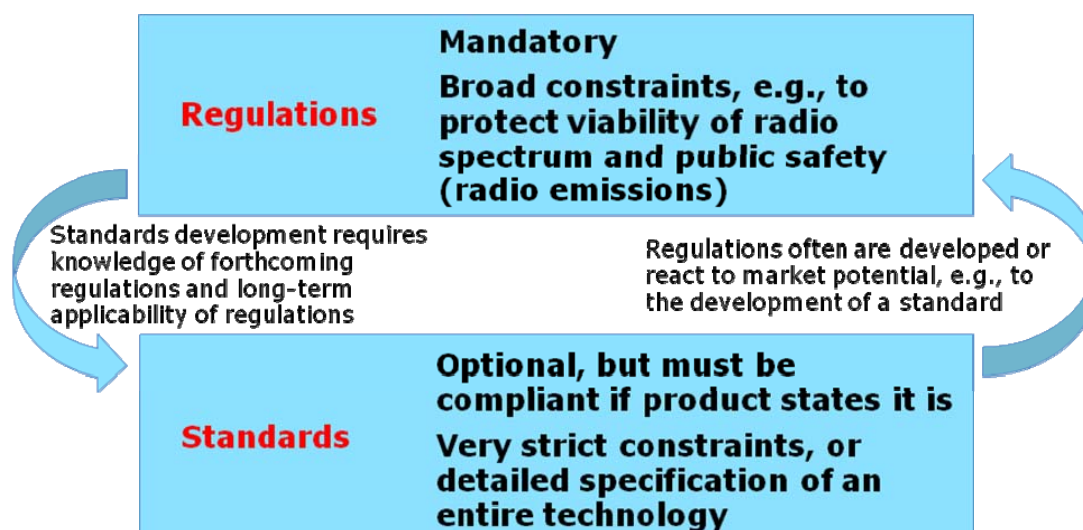 Regulations
Mandatory
Broad constraints, e.g., to
protect viability of radio
spectrum and public safety
(radio emissions)
Standards development requires
knowledge of forthcoming
regulations and long-term
applicability of regulations
Regulations often are developed or
react to market potential, e.g., to
the development of a standard
Standards
Optional, but must be
compliant if product states it is
Very strict constraints, or
detailed specification of an
entire technology